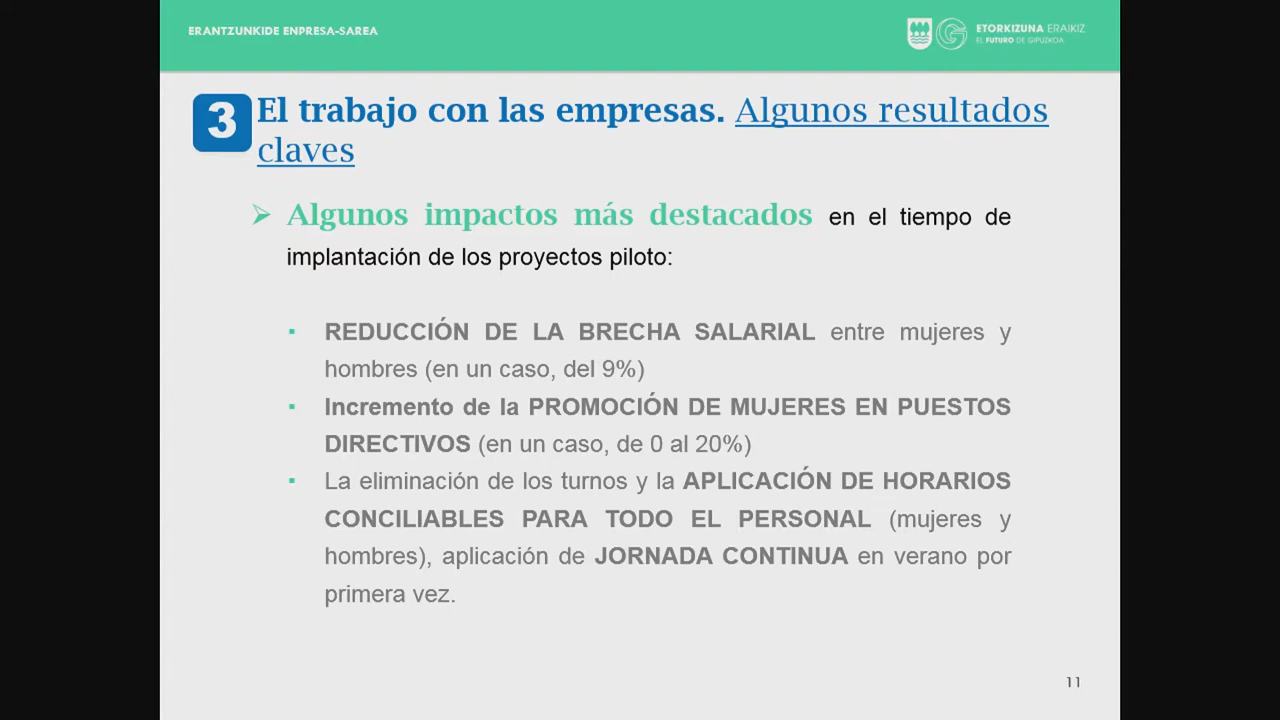 ERANTZUNKIDE ENPRESA-SAREA
ETORKIZUNA ERAIKIZ
EL FUTURO DE GIPUZKOA
3
El trabajo con las empresas. Algunos resultados
claves
➢ Algunos impactos más destacados en el tiempo de
implantación de los proyectos piloto:
▪ REDUCCIÓN DE LA BRECHA SALARIAL entre mujeres y
hombres (en un caso, del 9%)
▪ Incremento de la PROMOCIÓN DE MUJERES EN PUESTOS
DIRECTIVOS (en un caso, de 0 al 20%)
▪ La eliminación de los turnos y la APLICACIÓN DE HORARIOS
CONCILIABLES PARA TODO EL PERSONAL (mujeres y
hombres), aplicación de JORNADA CONTINUA en verano por
primera vez.
11